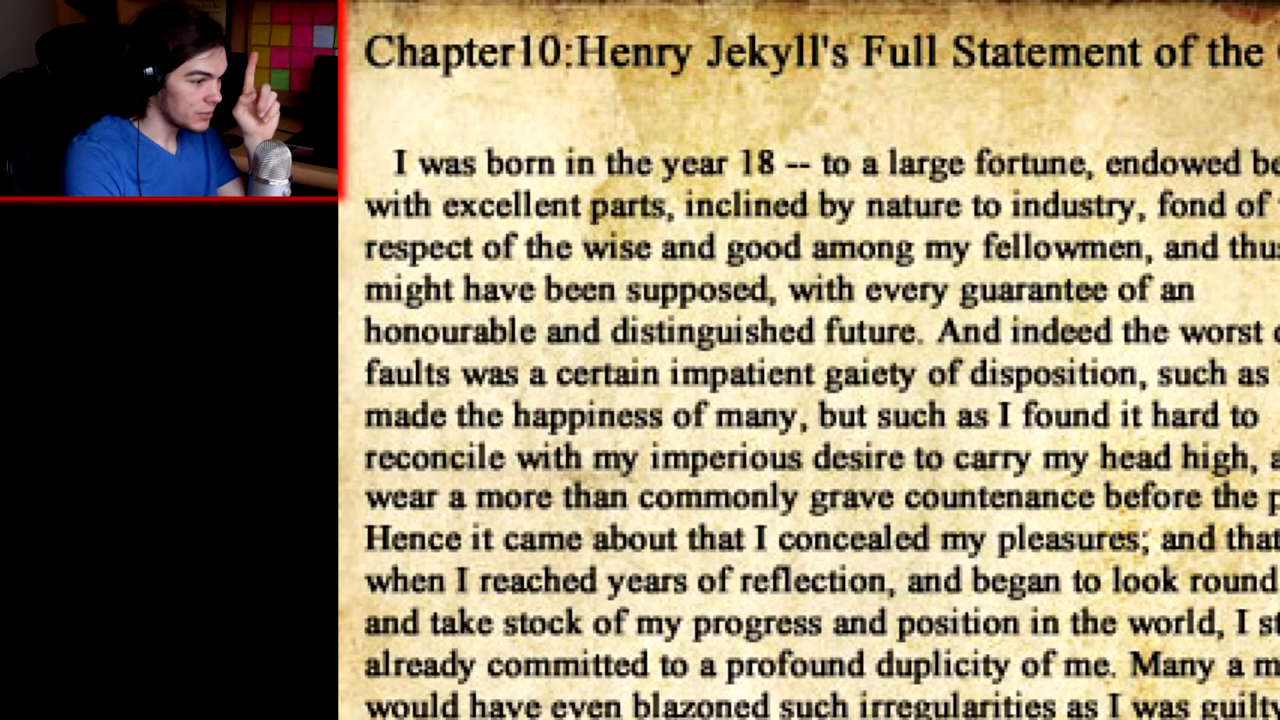 Chapter10:Henry Jekyll's Full Statement of the
I was born in the year 18 -- to a large fortune, endowed
with excellent parts, inclined by nature to industry, fond of
respect of the wise and good among my fellowmen, and
might have been supposed, with every guarantee of an
honourable and distinguished future. And indeed the worst
faults was a certain impatient gaiety of disposition, such as
made the happiness of many, but such as I found it hard to
reconcile with my imperious desire to carry my head high,
wear a more than commonly grave countenance before the
Hence it came about that I concealed my pleasures; and that
when I reached years of reflection, and began to look round
and take stock of my progress and position in the world, I
already committed to a profound duplicity of me. Many a
would have even blazoned such irregularities as I was guilty